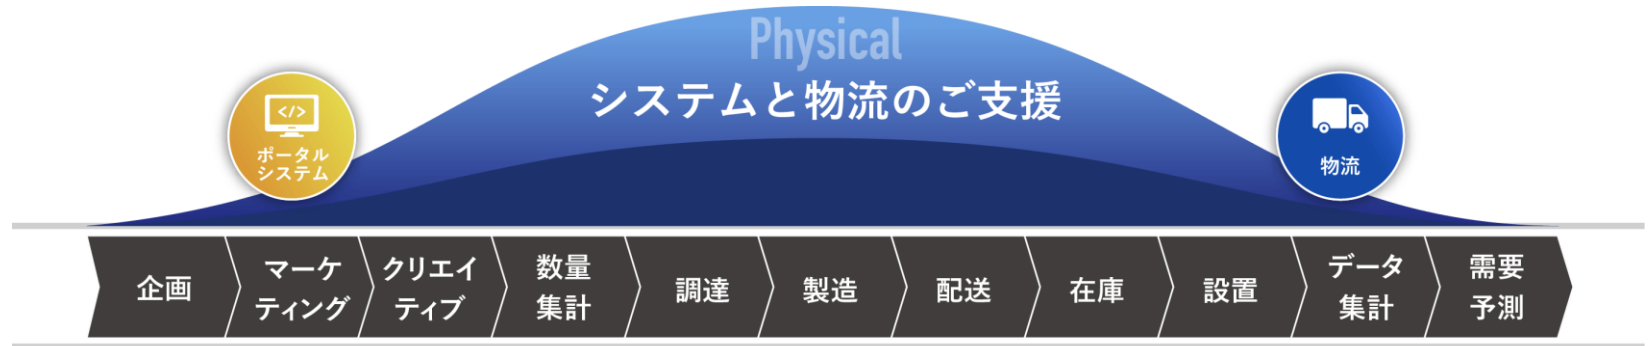 Physical
システムと物流のご支援
</>
ポータル
システム
物流
企画
マーケ
ティング
クリエイ
ティブ
数量
集計
調達
製造
配送
在庫
設置
データ
集計
需要
予測